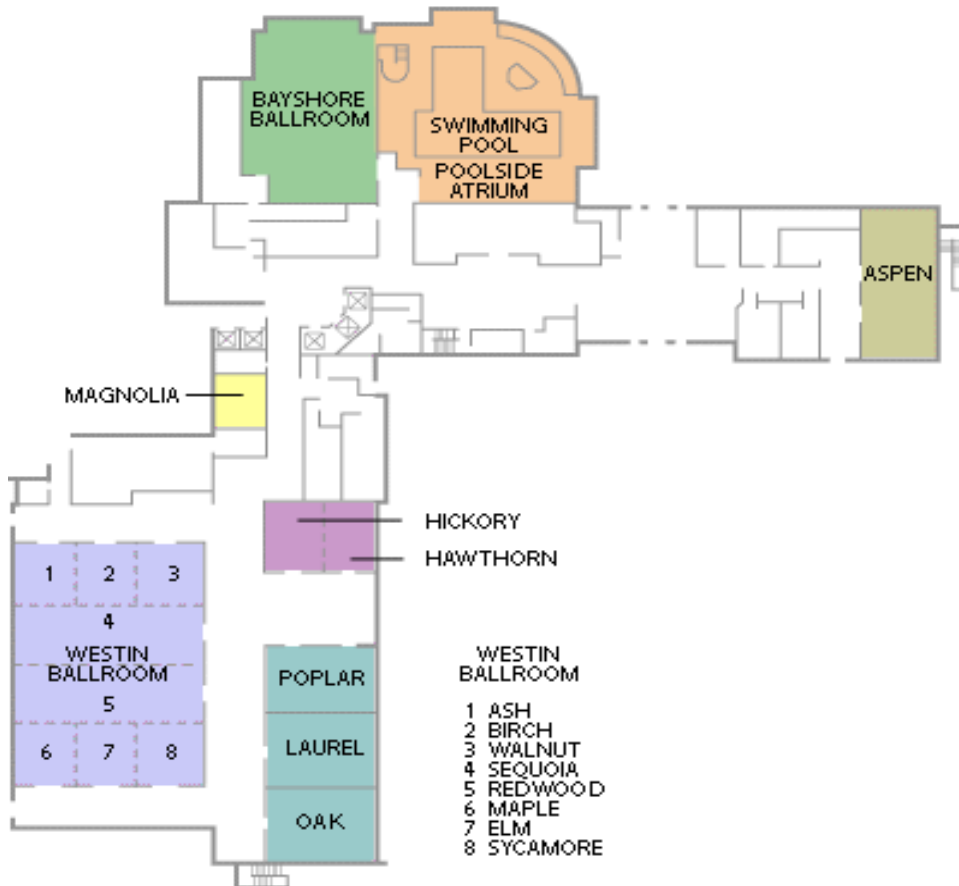 BAYSHORE
BALLROOM
SWIMMING
POOL
POOLSIDE
ATRIUM
ASPEN
MAGNOLIA
HICKORY
HAWTHORN
1 2 3
4
WESTIN
BALLROOM
5
6 7 8
POPLAR
LAUREL
OAK
WESTIN
BALLROOM
1 ASH
2 BIRCH
3 WALNUT
4 SEQUOIA
5 REDWOOD
6 MAPLE
7 ELM
8 SYCAMORE